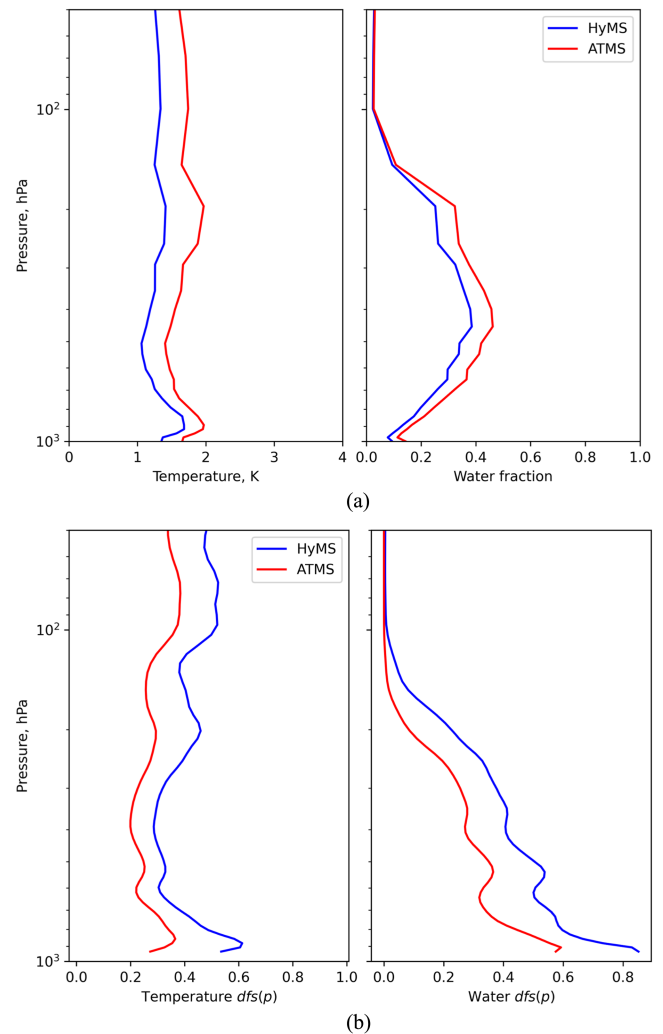 HyMS
ATMS
10²
Pressure, hPa
10³
0 1 2 3 4
0.0 0.2 0.4 0.6 0.8 1.0
Temperature, K
Water fraction
(a)
HyMS
ATMS
10²
Pressure, hPa
10³
0.0 0.2 0.4 0.6 0.8 1.0
0.0 0.2 0.4 0.6 0.8
Temperature dfs(p)
Water dfs(p)
(b)